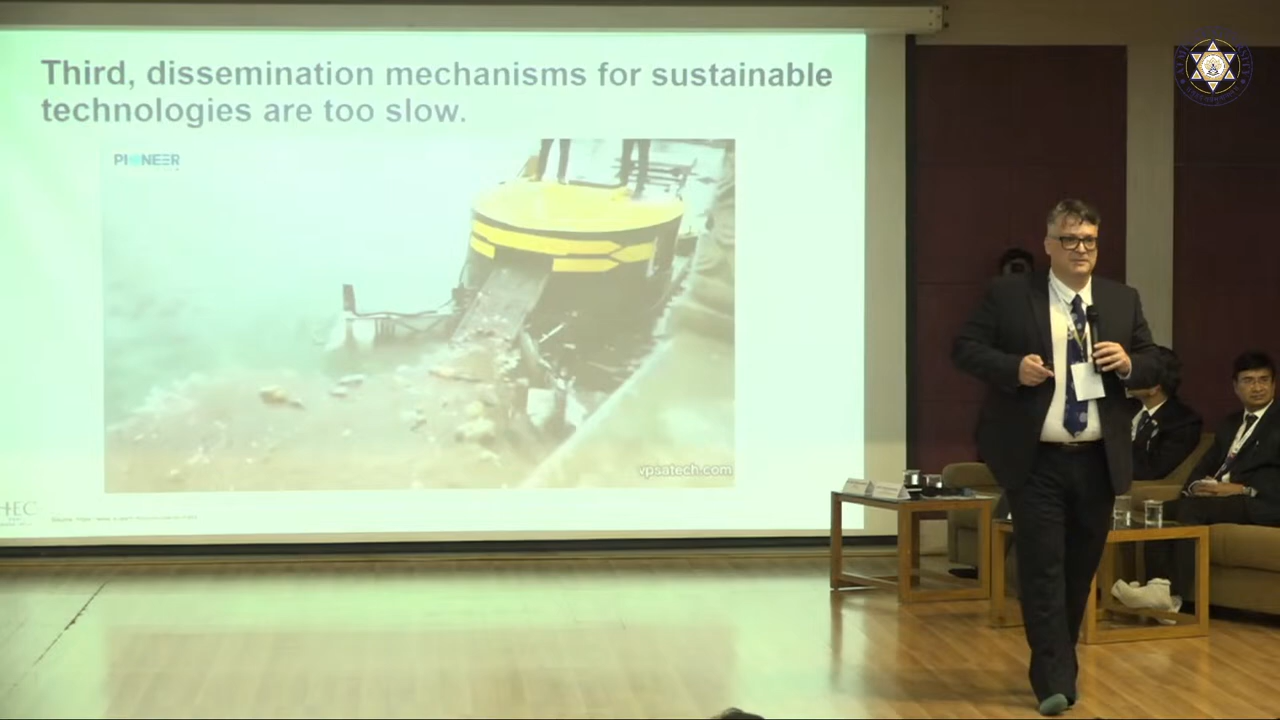 Third, dissemination mechanisms for sustainable
technologies are too slow.
PIONEER
vpsatech.com
HEC